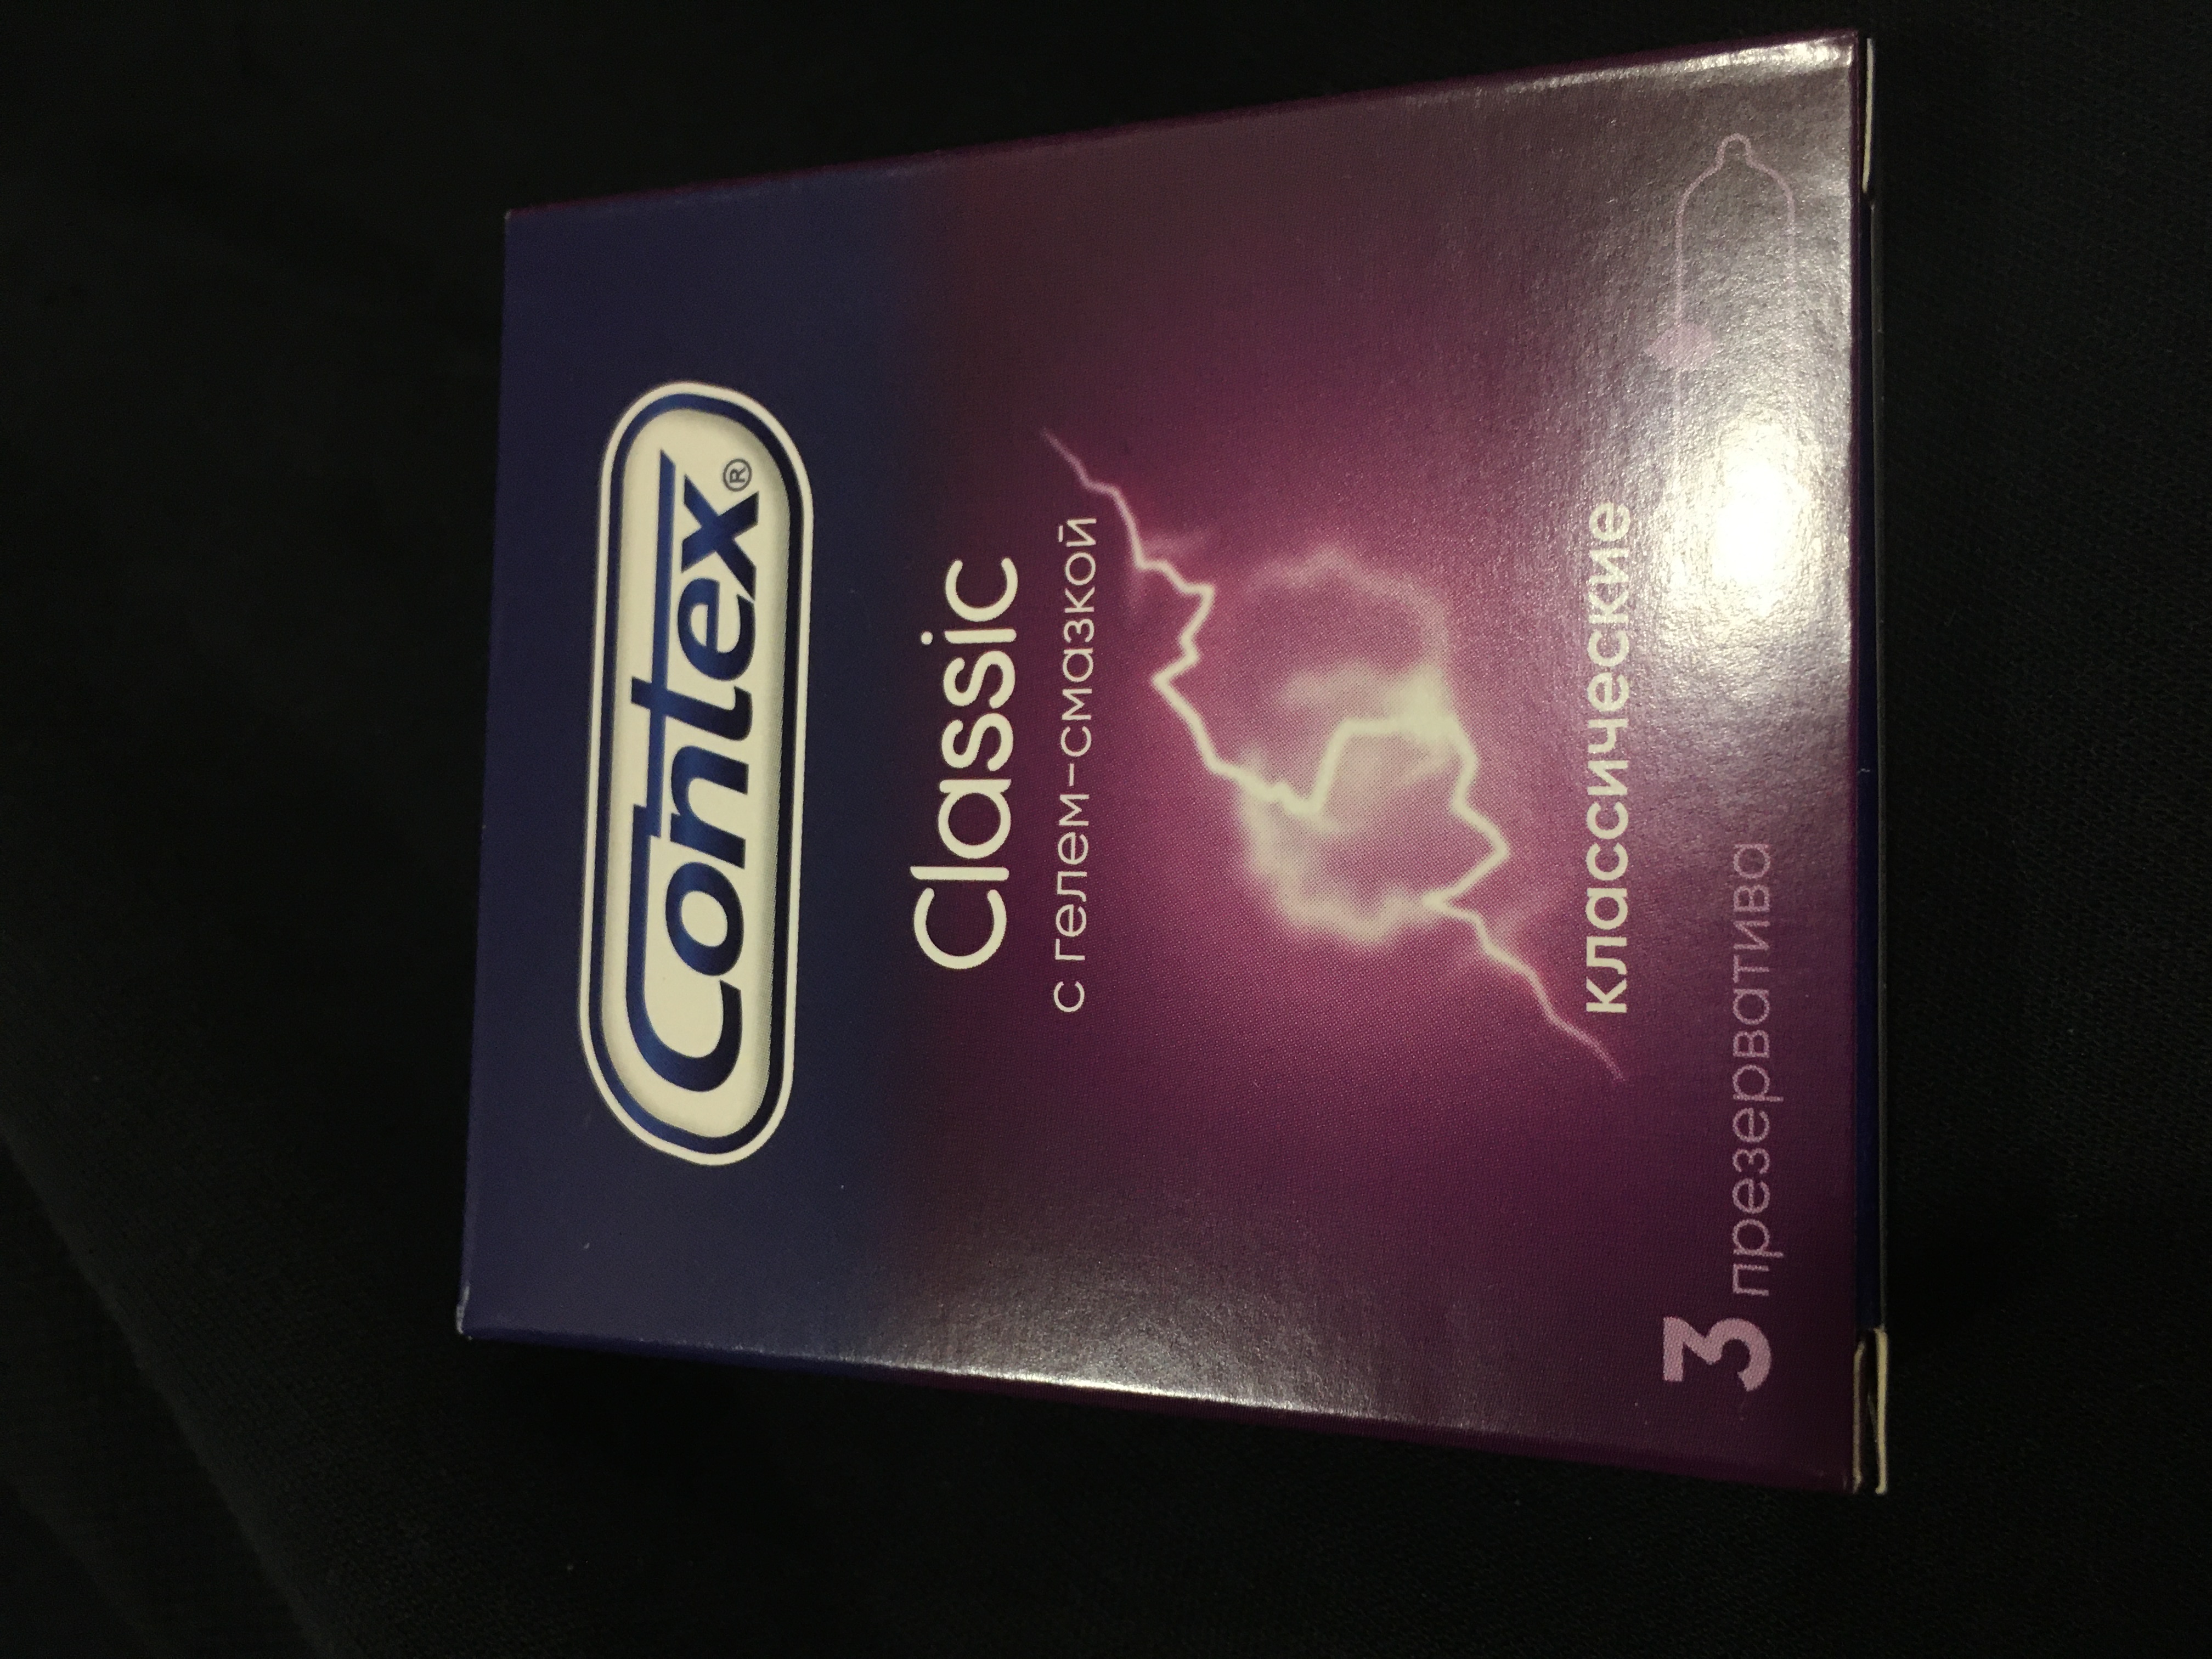 Contex®
Classic
с гелем-смазкой
классические
3 презерватива